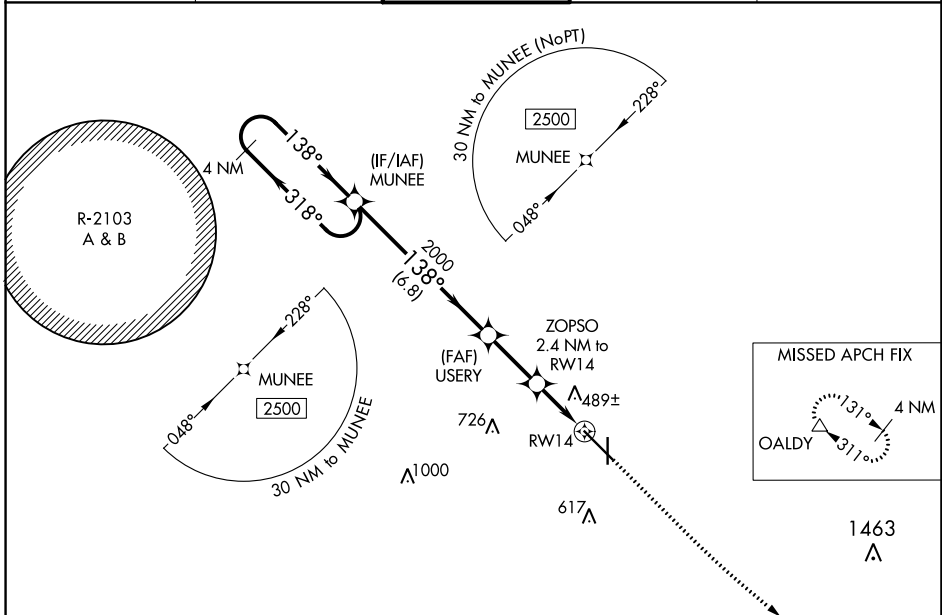 30 NM to MUNEE (NoPT)
228°
2500
MUNEE
048°
138°
4 NM
318°
(IF/IAF)
MUNEE
R-2103
A & B
2000
138°
(6.8)
228°
MUNEE
2500
048°
30 NM to MUNEE
(FAF)
USERY
ZOPSO
2.4 NM to
RW14
489±
726
RW14
1000
617
MISSED APCH FIX
131°
4 NM
OALDY
311°
1463